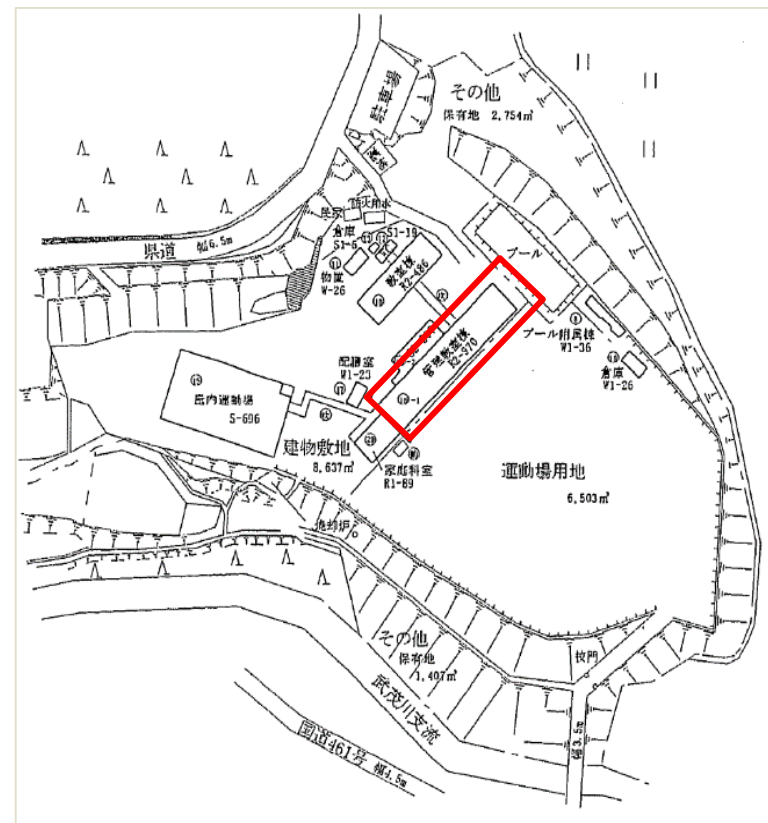 駐車場
その他
保有地 2,754㎡
防火用水
民家
倉庫
S1-5
S1-19
県道 幅6.5m
物置
W-26
教室棟
R2-486
プール
管理教室棟
R2-970
プール附属棟
W1-36
倉庫
W1-26
配膳室
W1-23
屋内運動場
S-696
建物敷地
8,637㎡
家庭科室
R1-89
運動場用地
6,503㎡
焼却炉
その他
保有地
1,407㎡
校門
武茂川支流
国道461号 幅4.5m
幅3.5m